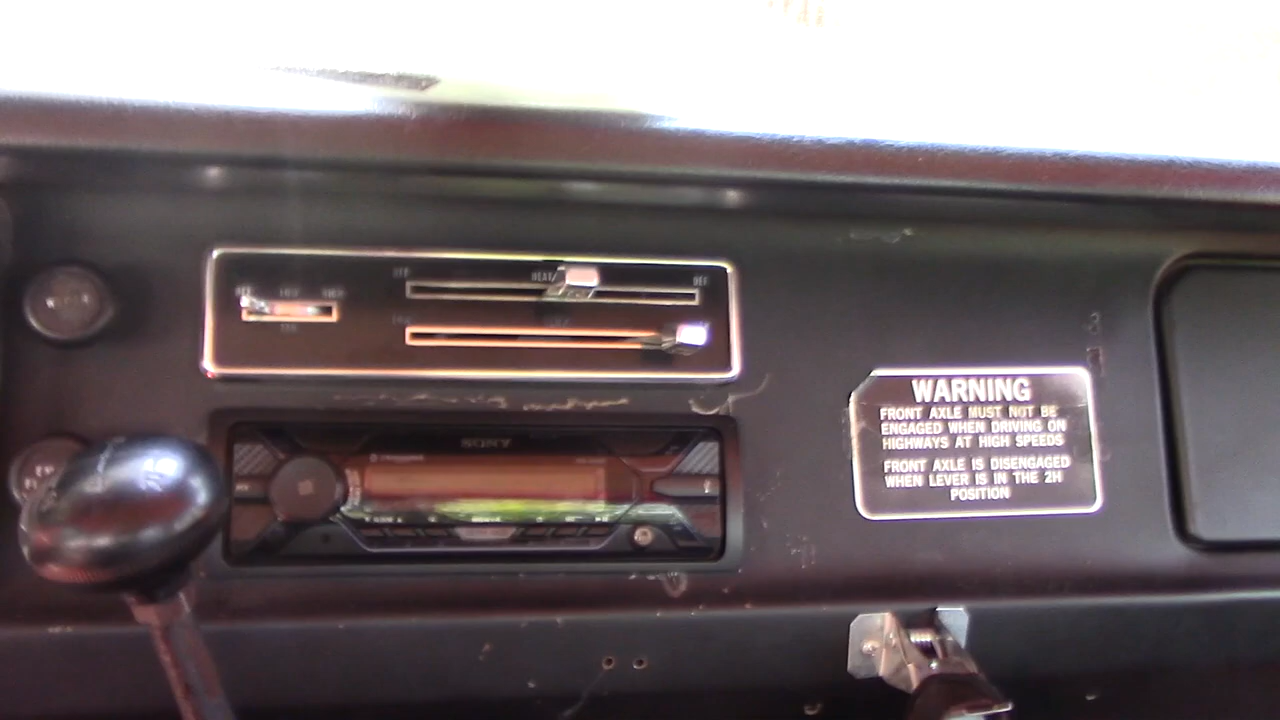 OFF
HEAT
DEF
SONY
WARNING
FRONT AXLE MUST NOT BE
ENGAGED WHEN DRIVING ON
HIGHWAYS AT HIGH SPEEDS
FRONT AXLE IS DISENGAGED
WHEN LEVER IS IN THE 2H
POSITION